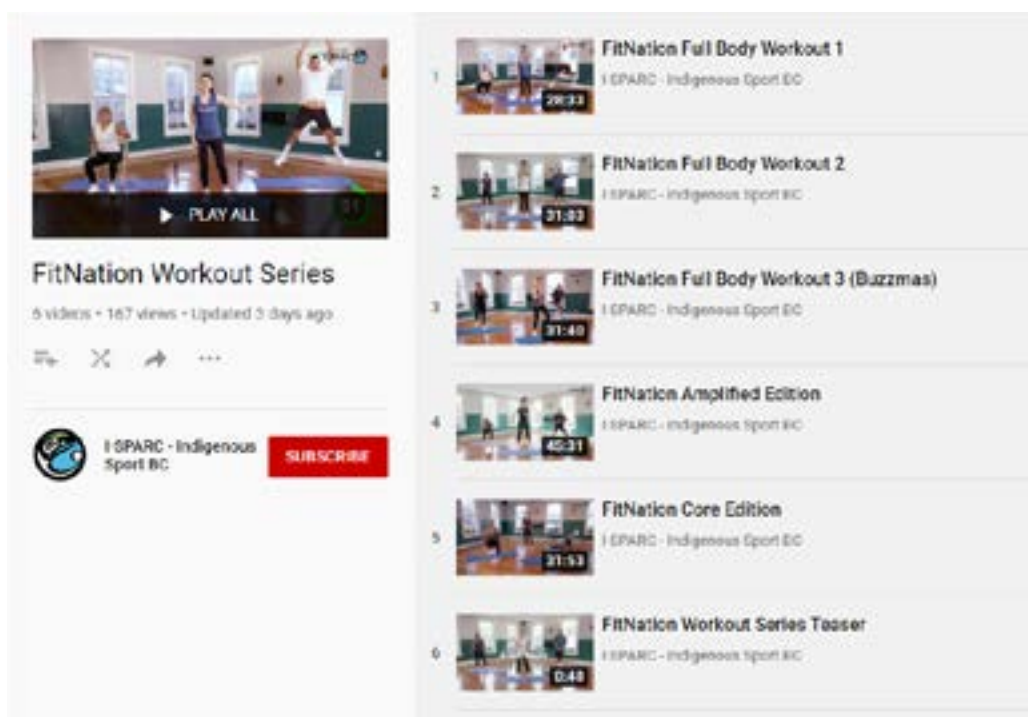 PLAY ALL
FitNation Workout Series
6 videos • 167 views • Updated 3 days ago
I·SPARC - Indigenous
Sport BC
SUBSCRIBE
1
28:33
FitNation Full Body Workout 1
I·SPARC - Indigenous Sport BC
2
31:03
FitNation Full Body Workout 2
I·SPARC - Indigenous Sport BC
3
31:40
FitNation Full Body Workout 3 (Buzzmas)
I·SPARC - Indigenous Sport BC
4
FitNation Amplified Edition
I·SPARC - Indigenous Sport BC
5
31:53
FitNation Core Edition
I·SPARC - Indigenous Sport BC
6
0:48
FitNation Workout Series Teaser
I·SPARC - Indigenous Sport BC